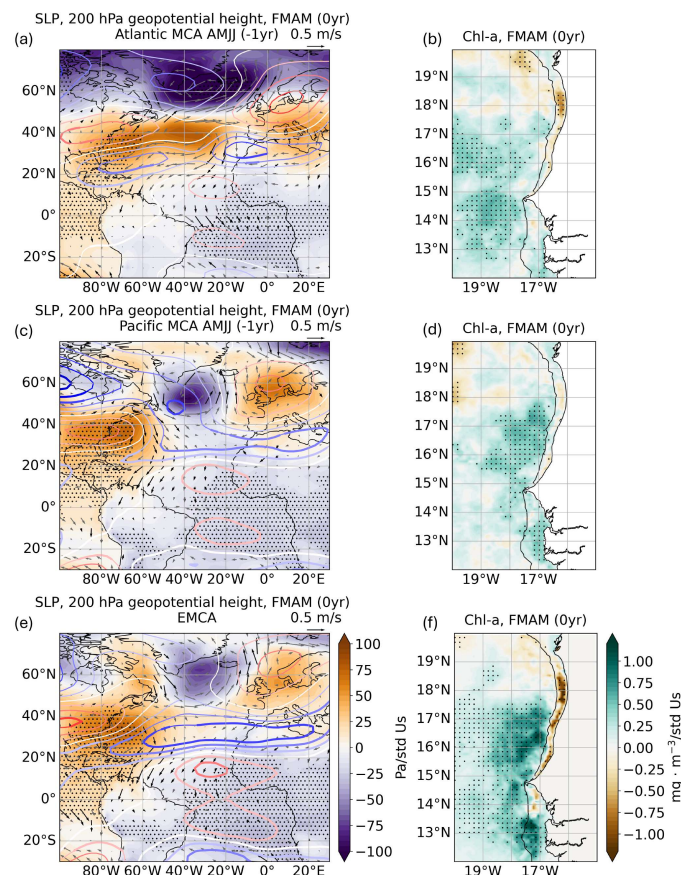 SLP, 200 hPa geopotential height, FMAM (0yr)
(a) Atlantic MCA AMJJ (-1yr) 0.5 m/s
60°N
40°N
20°N
0°
20°S
80°W 60°W 40°W 20°W 0° 20°E
(b) Chl-a, FMAM (0yr)
19°N
18°N
17°N
16°N
15°N
14°N
13°N
19°W 17°W
SLP, 200 hPa geopotential height, FMAM (0yr)
(c) Pacific MCA AMJJ (-1yr) 0.5 m/s
60°N
40°N
20°N
0°
20°S
80°W 60°W 40°W 20°W 0° 20°E
(d) Chl-a, FMAM (0yr)
19°N
18°N
17°N
16°N
15°N
14°N
13°N
19°W 17°W
SLP, 200 hPa geopotential height, FMAM (0yr)
(e) EMCA 0.5 m/s
60°N
40°N
20°N
0°
20°S
80°W 60°W 40°W 20°W 0° 20°E
100
75
50
25
0
−25
−50
−75
−100
Pa/std Us
(f) Chl-a, FMAM (0yr)
19°N
18°N
17°N
16°N
15°N
14°N
13°N
19°W 17°W
1.00
0.75
0.50
0.25
0.00
−0.25
−0.50
−0.75
−1.00
mg · m⁻³/std Us